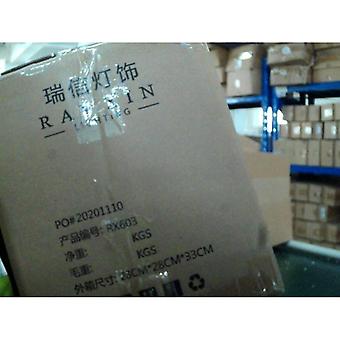 瑞信灯饰
LIGHTING
PO#20201110
产品编号: RX603
净重: KGS
毛重: KGS
外箱尺寸: 33CM*28CM*33CM